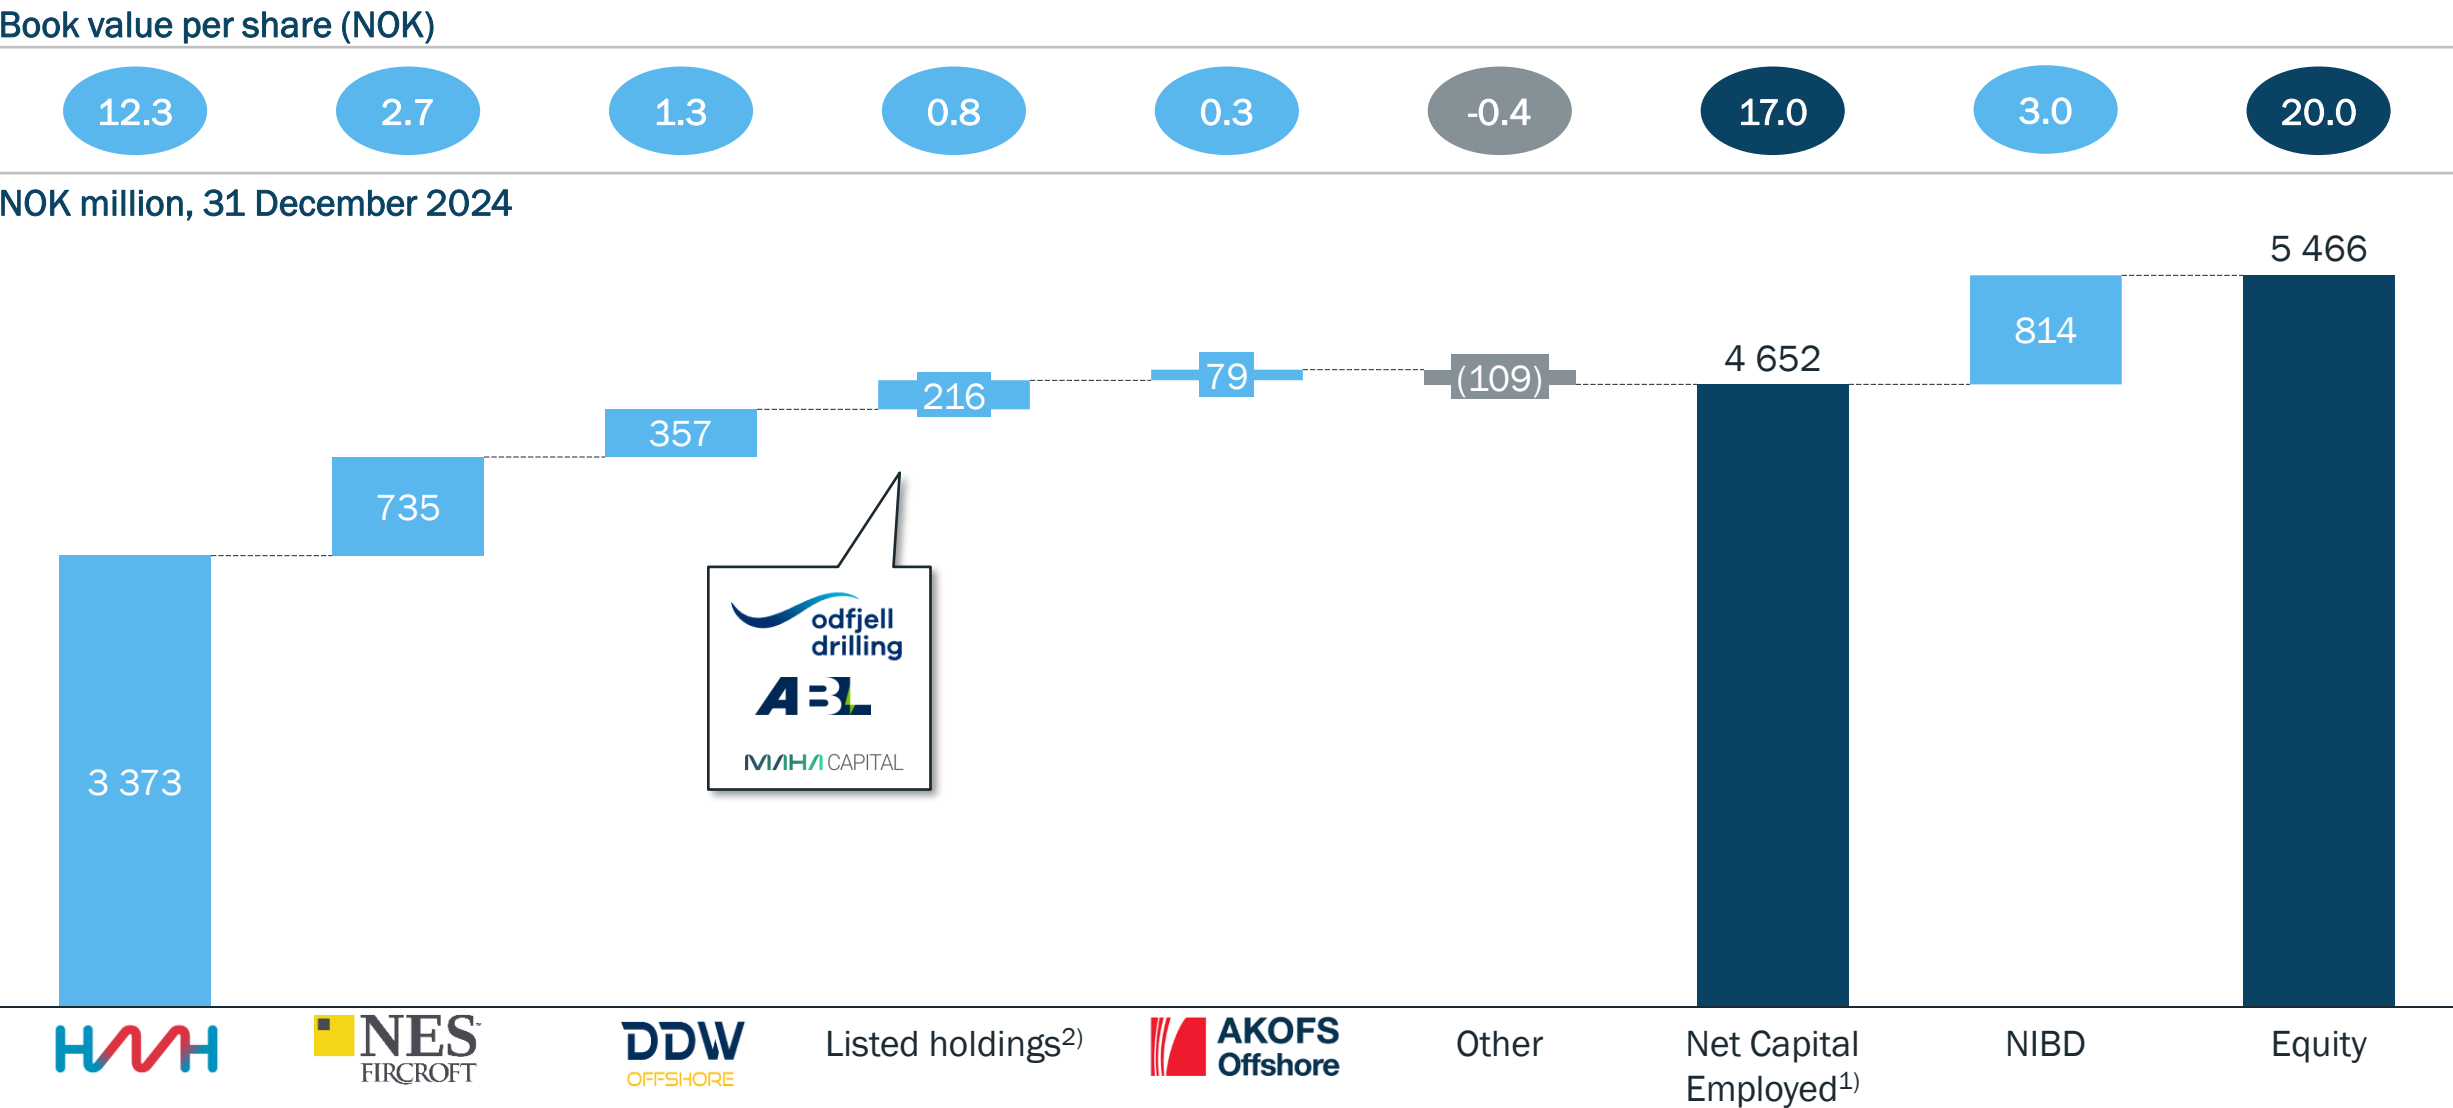 Book value per share (NOK)
12.3 2.7 1.3 0.8 0.3 -0.4 17.0 3.0 20.0
NOK million, 31 December 2024
5 466
814
4 652
79
(109)
216
357
735
3 373
odfjell
drilling
ABL
MAHA CAPITAL
HMH
NES
FIRCROFT
DDW
OFFSHORE
Listed holdings2)
AKOFS
Offshore
Other
Net Capital
Employed1)
NIBD
Equity